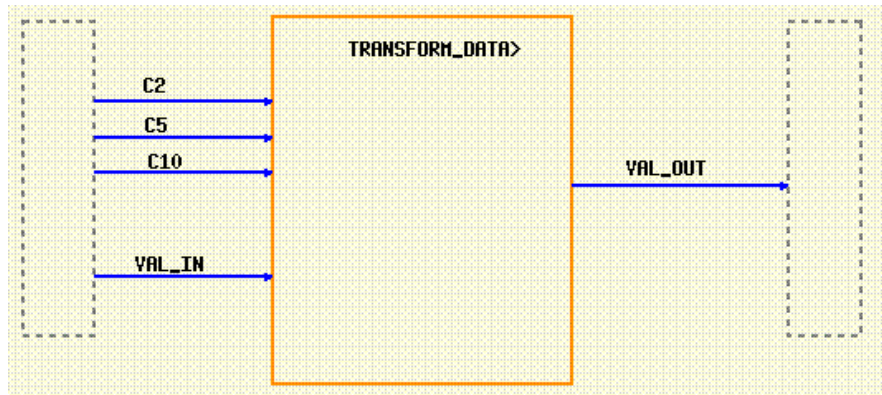 TRANSFORM_DATA>
C2
C5
C10
VAL_OUT
VAL_IN